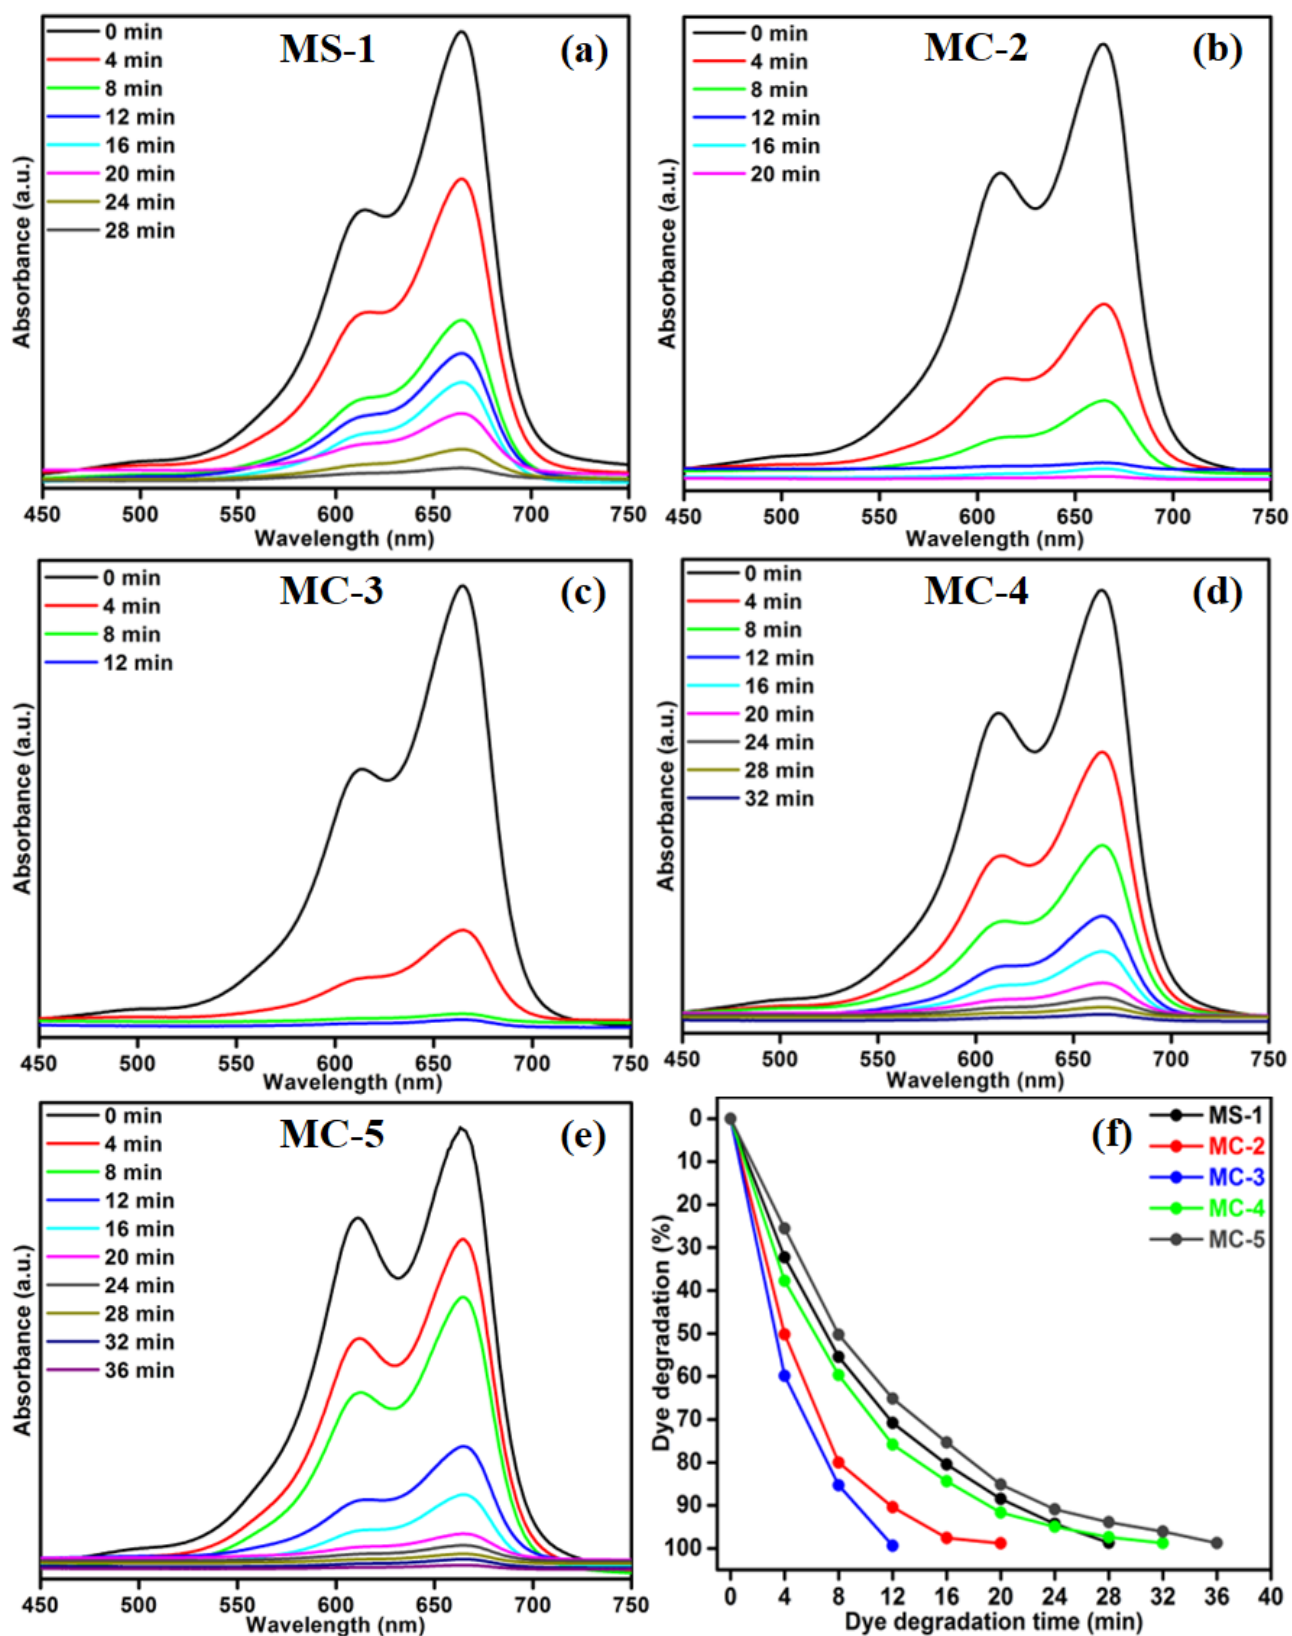 MS-1
(a)
0 min
4 min
8 min
12 min
16 min
20 min
24 min
28 min
Absorbance (a.u.)
450 500 550 600 650 700 750
Wavelength (nm)
MC-2
(b)
0 min
4 min
8 min
12 min
16 min
20 min
Absorbance (a.u.)
450 500 550 600 650 700 750
Wavelength (nm)
MC-3
(c)
0 min
4 min
8 min
12 min
Absorbance (a.u.)
450 500 550 600 650 700 750
Wavelength (nm)
MC-4
(d)
0 min
4 min
8 min
12 min
16 min
20 min
24 min
28 min
32 min
Absorbance (a.u.)
450 500 550 600 650 700 750
Wavelength (nm)
MC-5
(e)
0 min
4 min
8 min
12 min
16 min
20 min
24 min
28 min
32 min
36 min
Absorbance (a.u.)
450 500 550 600 650 700 750
Wavelength (nm)
(f)
MS-1
MC-2
MC-3
MC-4
MC-5
Dye degradation (%)
0
10
20
30
40
50
60
70
80
90
100
0 4 8 12 16 20 24 28 32 36 40
Dye degradation time (min)